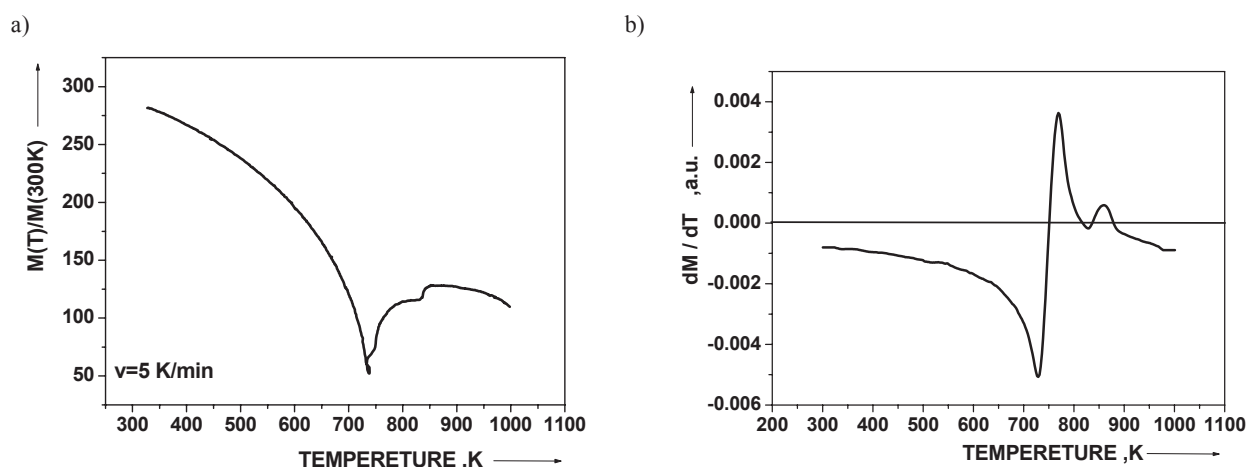 a)
M(T)/M(300K)
300
250
200
150
100
50
v=5 K/min
300 400 500 600 700 800 900 1000 1100
TEMPERETURE ,K
b)
dM / dT ,a.u.
0.004
0.002
0.000
-0.002
-0.004
-0.006
200 300 400 500 600 700 800 900 1000 1100
TEMPERETURE ,K